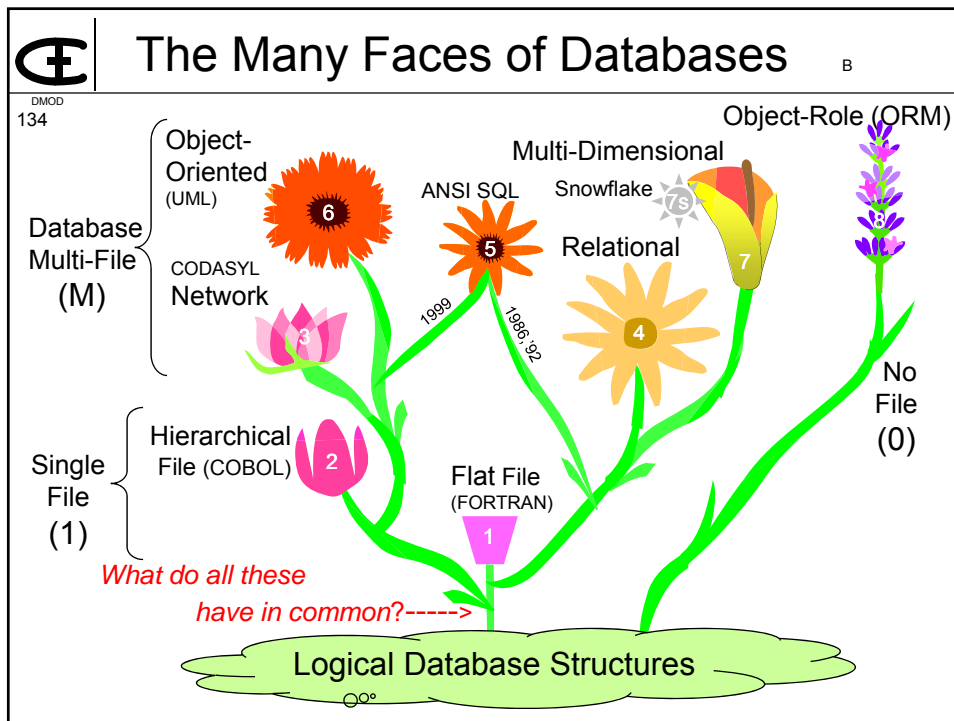 The Many Faces of Databases
B
DMOD
134
Object-Role (ORM)
Object-
Oriented
(UML)
6
ANSI SQL
5
Multi-Dimensional
Snowflake
7s
7
8
Database
Multi-File
(M)
CODASYL
Network
3
1999
1986,'92
Relational
4
No
File
(0)
Single
File
(1)
Hierarchical
File (COBOL)
2
Flat File
(FORTRAN)
1
What do all these
have in common?----->
Logical Database Structures